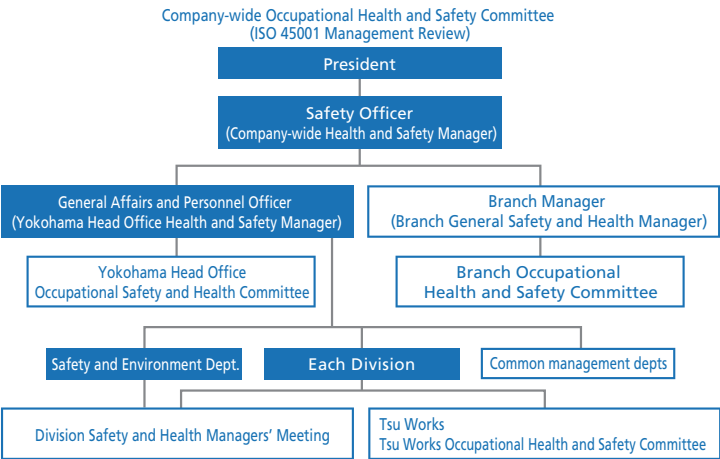 Company-wide Occupational Health and Safety Committee
(ISO 45001 Management Review)
President
Safety Officer
(Company-wide Health and Safety Manager)
General Affairs and Personnel Officer
(Yokohama Head Office Health and Safety Manager)
Branch Manager
(Branch General Safety and Health Manager)
Yokohama Head Office
Occupational Safety and Health Committee
Branch Occupational
Health and Safety Committee
Safety and Environment Dept.
Each Division
Common management depts
Division Safety and Health Managers' Meeting
Tsu Works
Tsu Works Occupational Health and Safety Committee